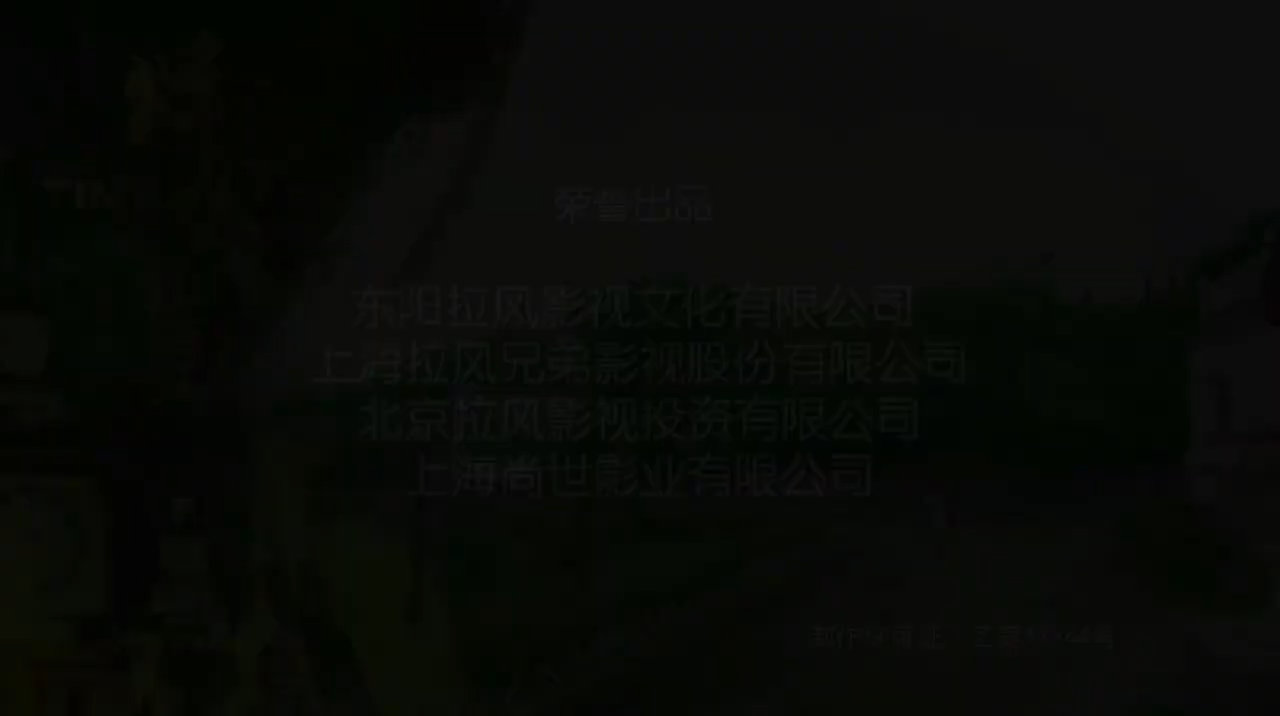 荣誉出品
东阳拉风影视文化有限公司
上海拉风兄弟影视股份有限公司
北京拉风影视投资有限公司
上海尚世影业有限公司